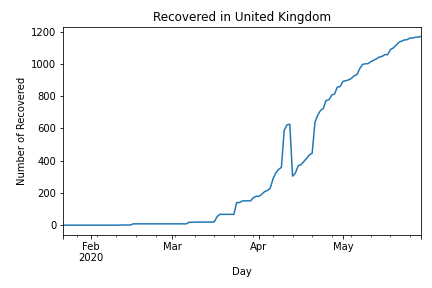 Recovered in United Kingdom
1200
1000
800
600
400
200
0
Number of Recovered
Feb
2020
Mar
Apr
May
Day